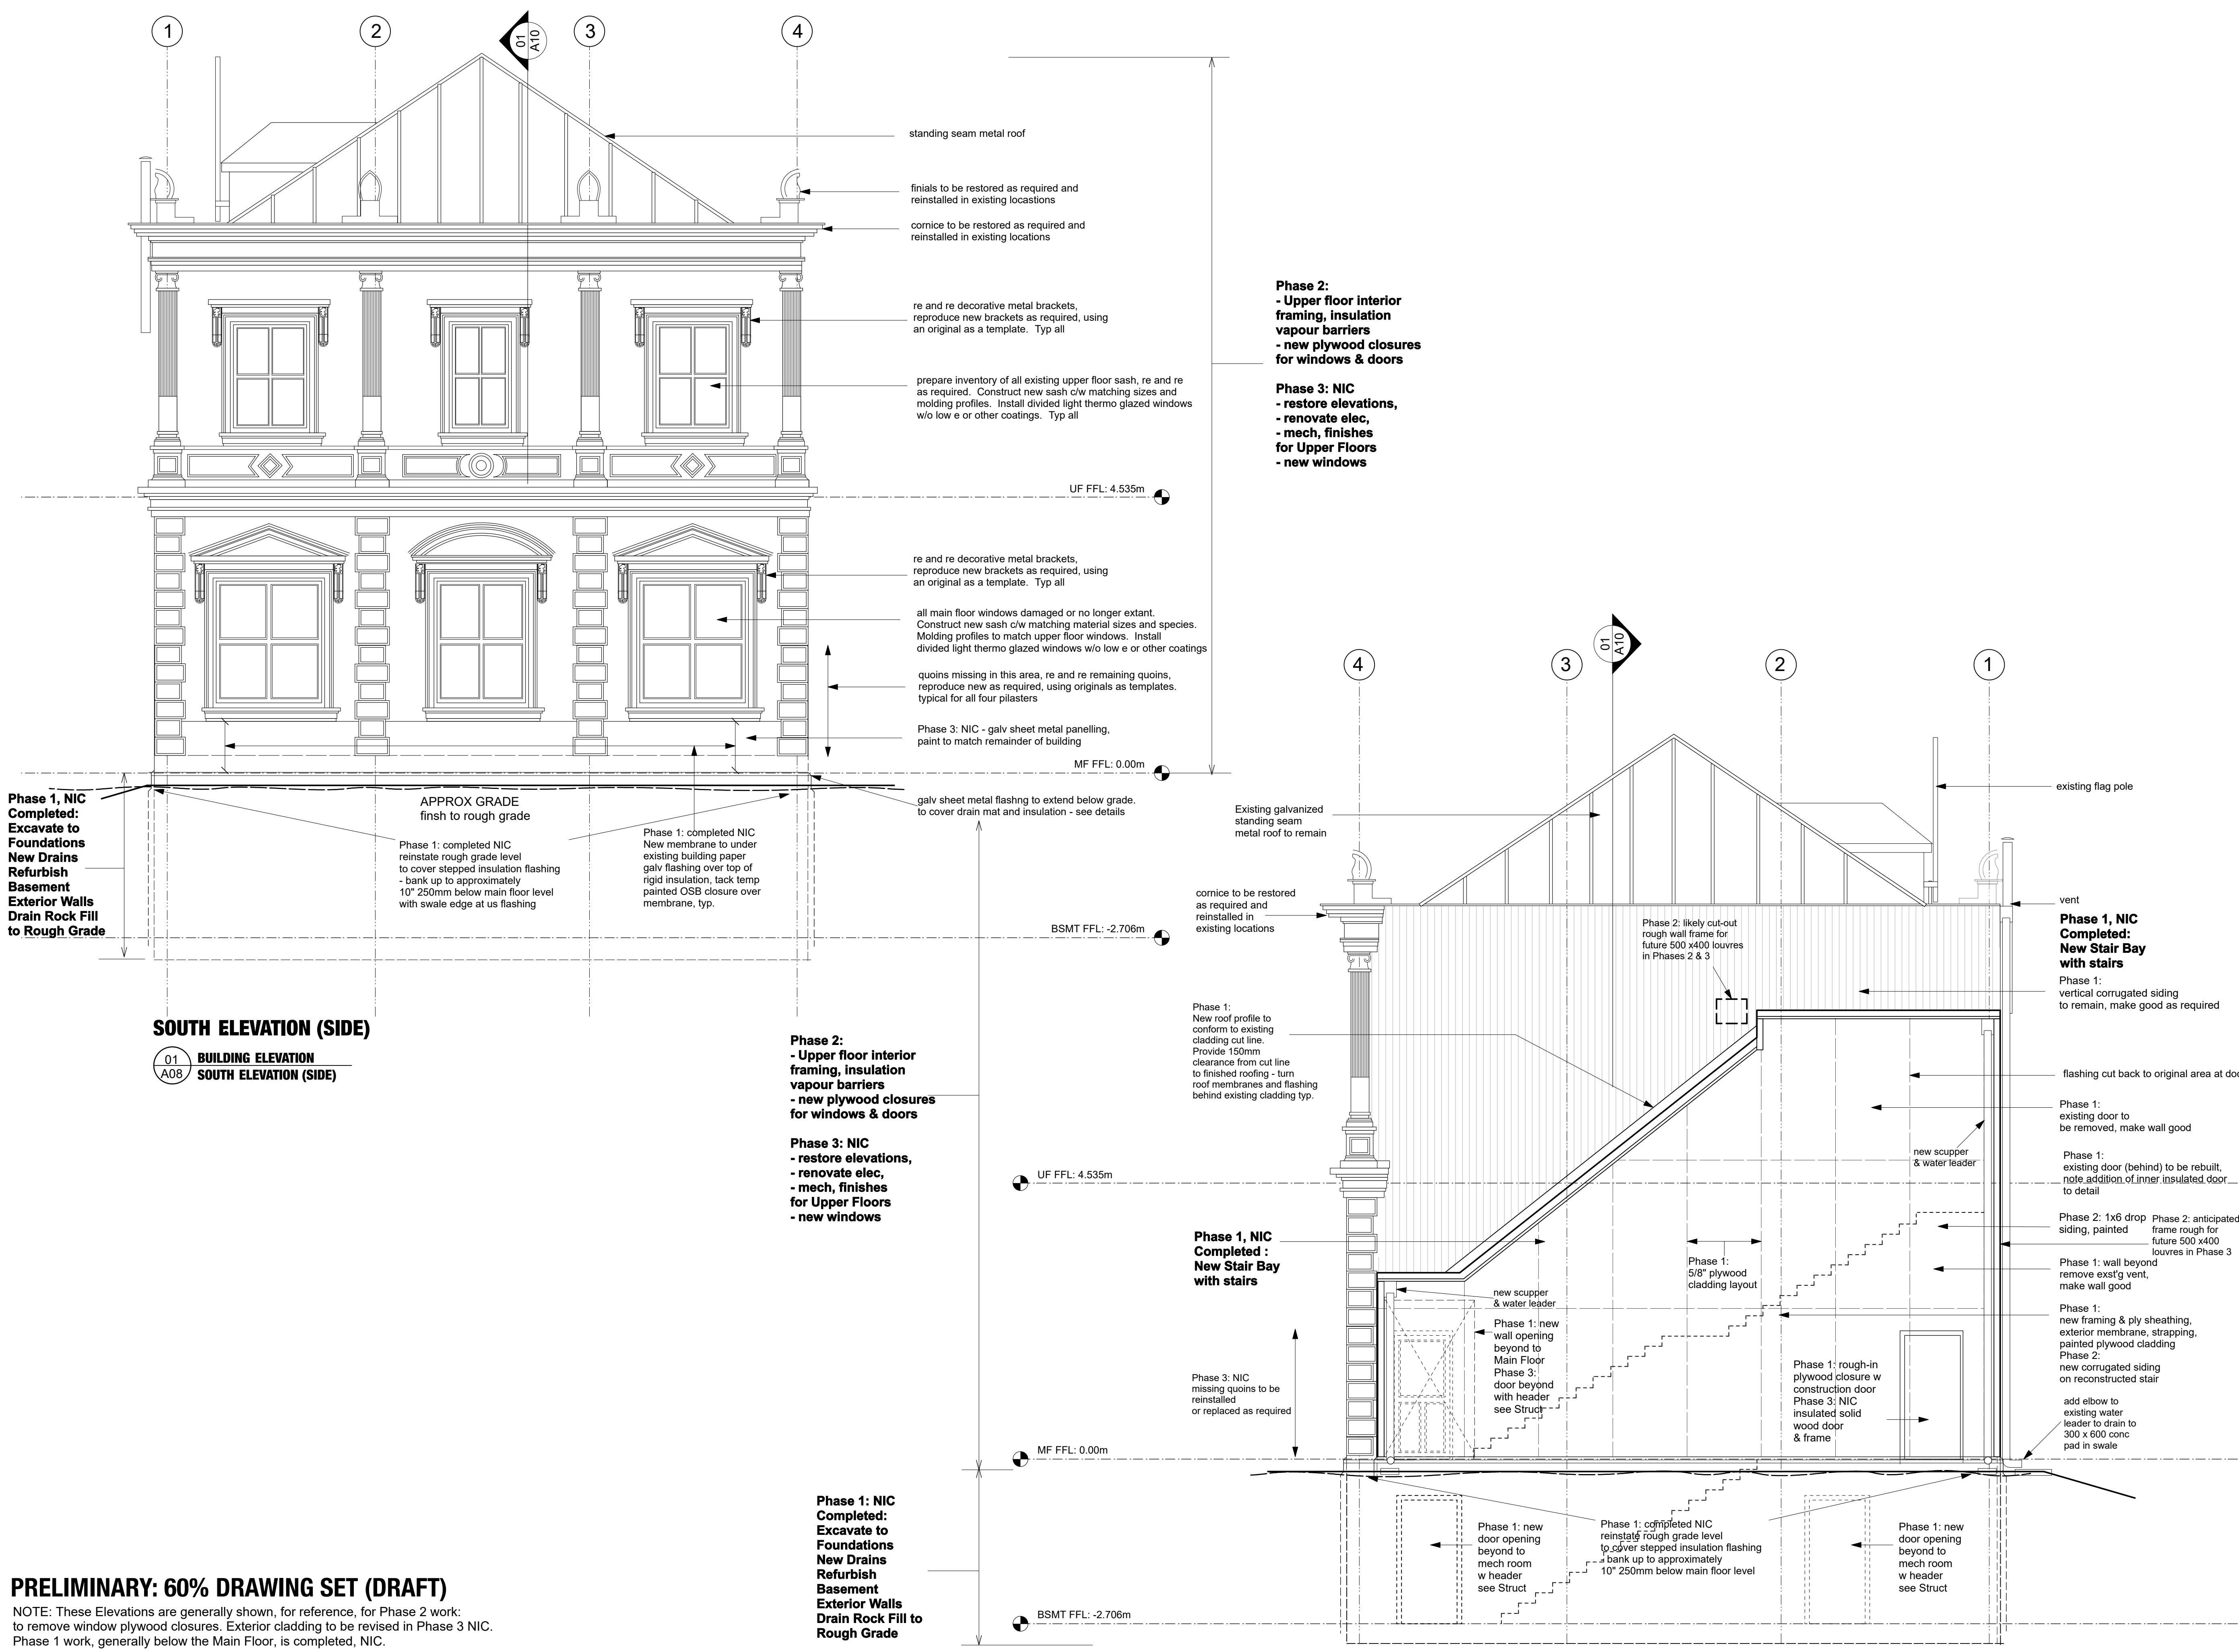 1
2
01
A10
3
4
standing seam metal roof
finials to be restored as required and
reinstalled in existing locastions
cornice to be restored as required and
reinstalled in existing locations
re and re decorative metal brackets,
reproduce new brackets as required, using
an original as a template.  Typ all
prepare inventory of all existing upper floor sash, re and re
as required.  Construct new sash c/w matching sizes and
molding profiles.  Install divided light thermo glazed windows
w/o low e or other coatings.  Typ all
Phase 2:
- Upper floor interior
framing, insulation
vapour barriers
- new plywood closures
for windows & doors
Phase 3: NIC
- restore elevations,
- renovate elec,
- mech, finishes
for Upper Floors
- new windows
UF FFL: 4.535m
re and re decorative metal brackets,
reproduce new brackets as required, using
an original as a template.  Typ all
all main floor windows damaged or no longer extant.
Construct new sash c/w matching material sizes and species.
Molding profiles to match upper floor windows.  Install
divided light thermo glazed windows w/o low e or other coatings
quoins missing in this area, re and re remaining quoins,
reproduce new as required, using originals as templates.
typical for all four pilasters
Phase 3: NIC - galv sheet metal panelling,
paint to match remainder of building
MF FFL: 0.00m
galv sheet metal flashng to extend below grade.
to cover drain mat and insulation - see details
Phase 1, NIC
Completed:
Excavate to
Foundations
New Drains
Refurbish
Basement
Exterior Walls
Drain Rock Fill
to Rough Grade
APPROX GRADE
finsh to rough grade
Phase 1: completed NIC
reinstate rough grade level
to cover stepped insulation flashing
- bank up to approximately
10" 250mm below main floor level
with swale edge at us flashing
Phase 1: completed NIC
New membrane to under
existing building paper
galv flashing over top of
rigid insulation, tack temp
painted OSB closure over
membrane, typ.
BSMT FFL: -2.706m
SOUTH ELEVATION (SIDE)
01
A08
BUILDING ELEVATION
SOUTH ELEVATION (SIDE)
Phase 2:
- Upper floor interior
framing, insulation
vapour barriers
- new plywood closures
for windows & doors
Phase 3: NIC
- restore elevations,
- renovate elec,
- mech, finishes
for Upper Floors
- new windows
Phase 1: NIC
Completed:
Excavate to
Foundations
New Drains
Refurbish
Basement
Exterior Walls
Drain Rock Fill to
Rough Grade
4
3
01
A10
2
1
Existing galvanized
standing seam
metal roof to remain
cornice to be restored
as required and
reinstalled in
existing locations
Phase 1:
New roof profile to
conform to existing
cladding cut line.
Provide 150mm
clearance from cut line
to finished roofing - turn
roof membranes and flashing
behind existing cladding typ.
UF FFL: 4.535m
Phase 1, NIC
Completed :
New Stair Bay
with stairs
Phase 3: NIC
missing quoins to be
reinstalled
or replaced as required
MF FFL: 0.00m
BSMT FFL: -2.706m
Phase 2: likely cut-out
rough wall frame for
future 500 x400 louvres
in Phases 2 & 3
new scupper
& water leader
Phase 1:
5/8" plywood
cladding layout
new scupper
& water leader
Phase 1: new
wall opening
beyond to
Main Floor
Phase 3:
door beyond
with header
see Struct
Phase 1: rough-in
plywood closure w
construction door
Phase 3: NIC
insulated solid
wood door
& frame
Phase 1: new
door opening
beyond to
mech room
w header
see Struct
Phase 1: completed NIC
reinstate rough grade level
to cover stepped insulation flashing
- bank up to approximately
10" 250mm below main floor level
Phase 1: new
door opening
beyond to
mech room
w header
see Struct
existing flag pole
vent
Phase 1, NIC
Completed:
New Stair Bay
with stairs
Phase 1:
vertical corrugated siding
to remain, make good as required
flashing cut back to original area at
Phase 1:
existing door to
be removed, make wall good
Phase 1:
existing door (behind) to be rebuilt,
note addition of inner insulated door
to detail
Phase 2: 1x6 drop
siding, painted
Phase 2: anticipated
frame rough for
future 500 x400
louvres in Phase 3
Phase 1: wall beyond
remove exst'g vent,
make wall good
Phase 1:
new framing & ply sheathing,
exterior membrane, strapping,
painted plywood cladding
Phase 2:
new corrugated siding
on reconstructed stair
add elbow to
existing water
leader to drain to
300 x 600 conc
pad in swale
PRELIMINARY: 60% DRAWING SET (DRAFT)
NOTE: These Elevations are generally shown, for reference, for Phase 2 work:
to remove window plywood closures. Exterior cladding to be revised in Phase 3 NIC.
Phase 1 work, generally below the Main Floor, is completed, NIC.